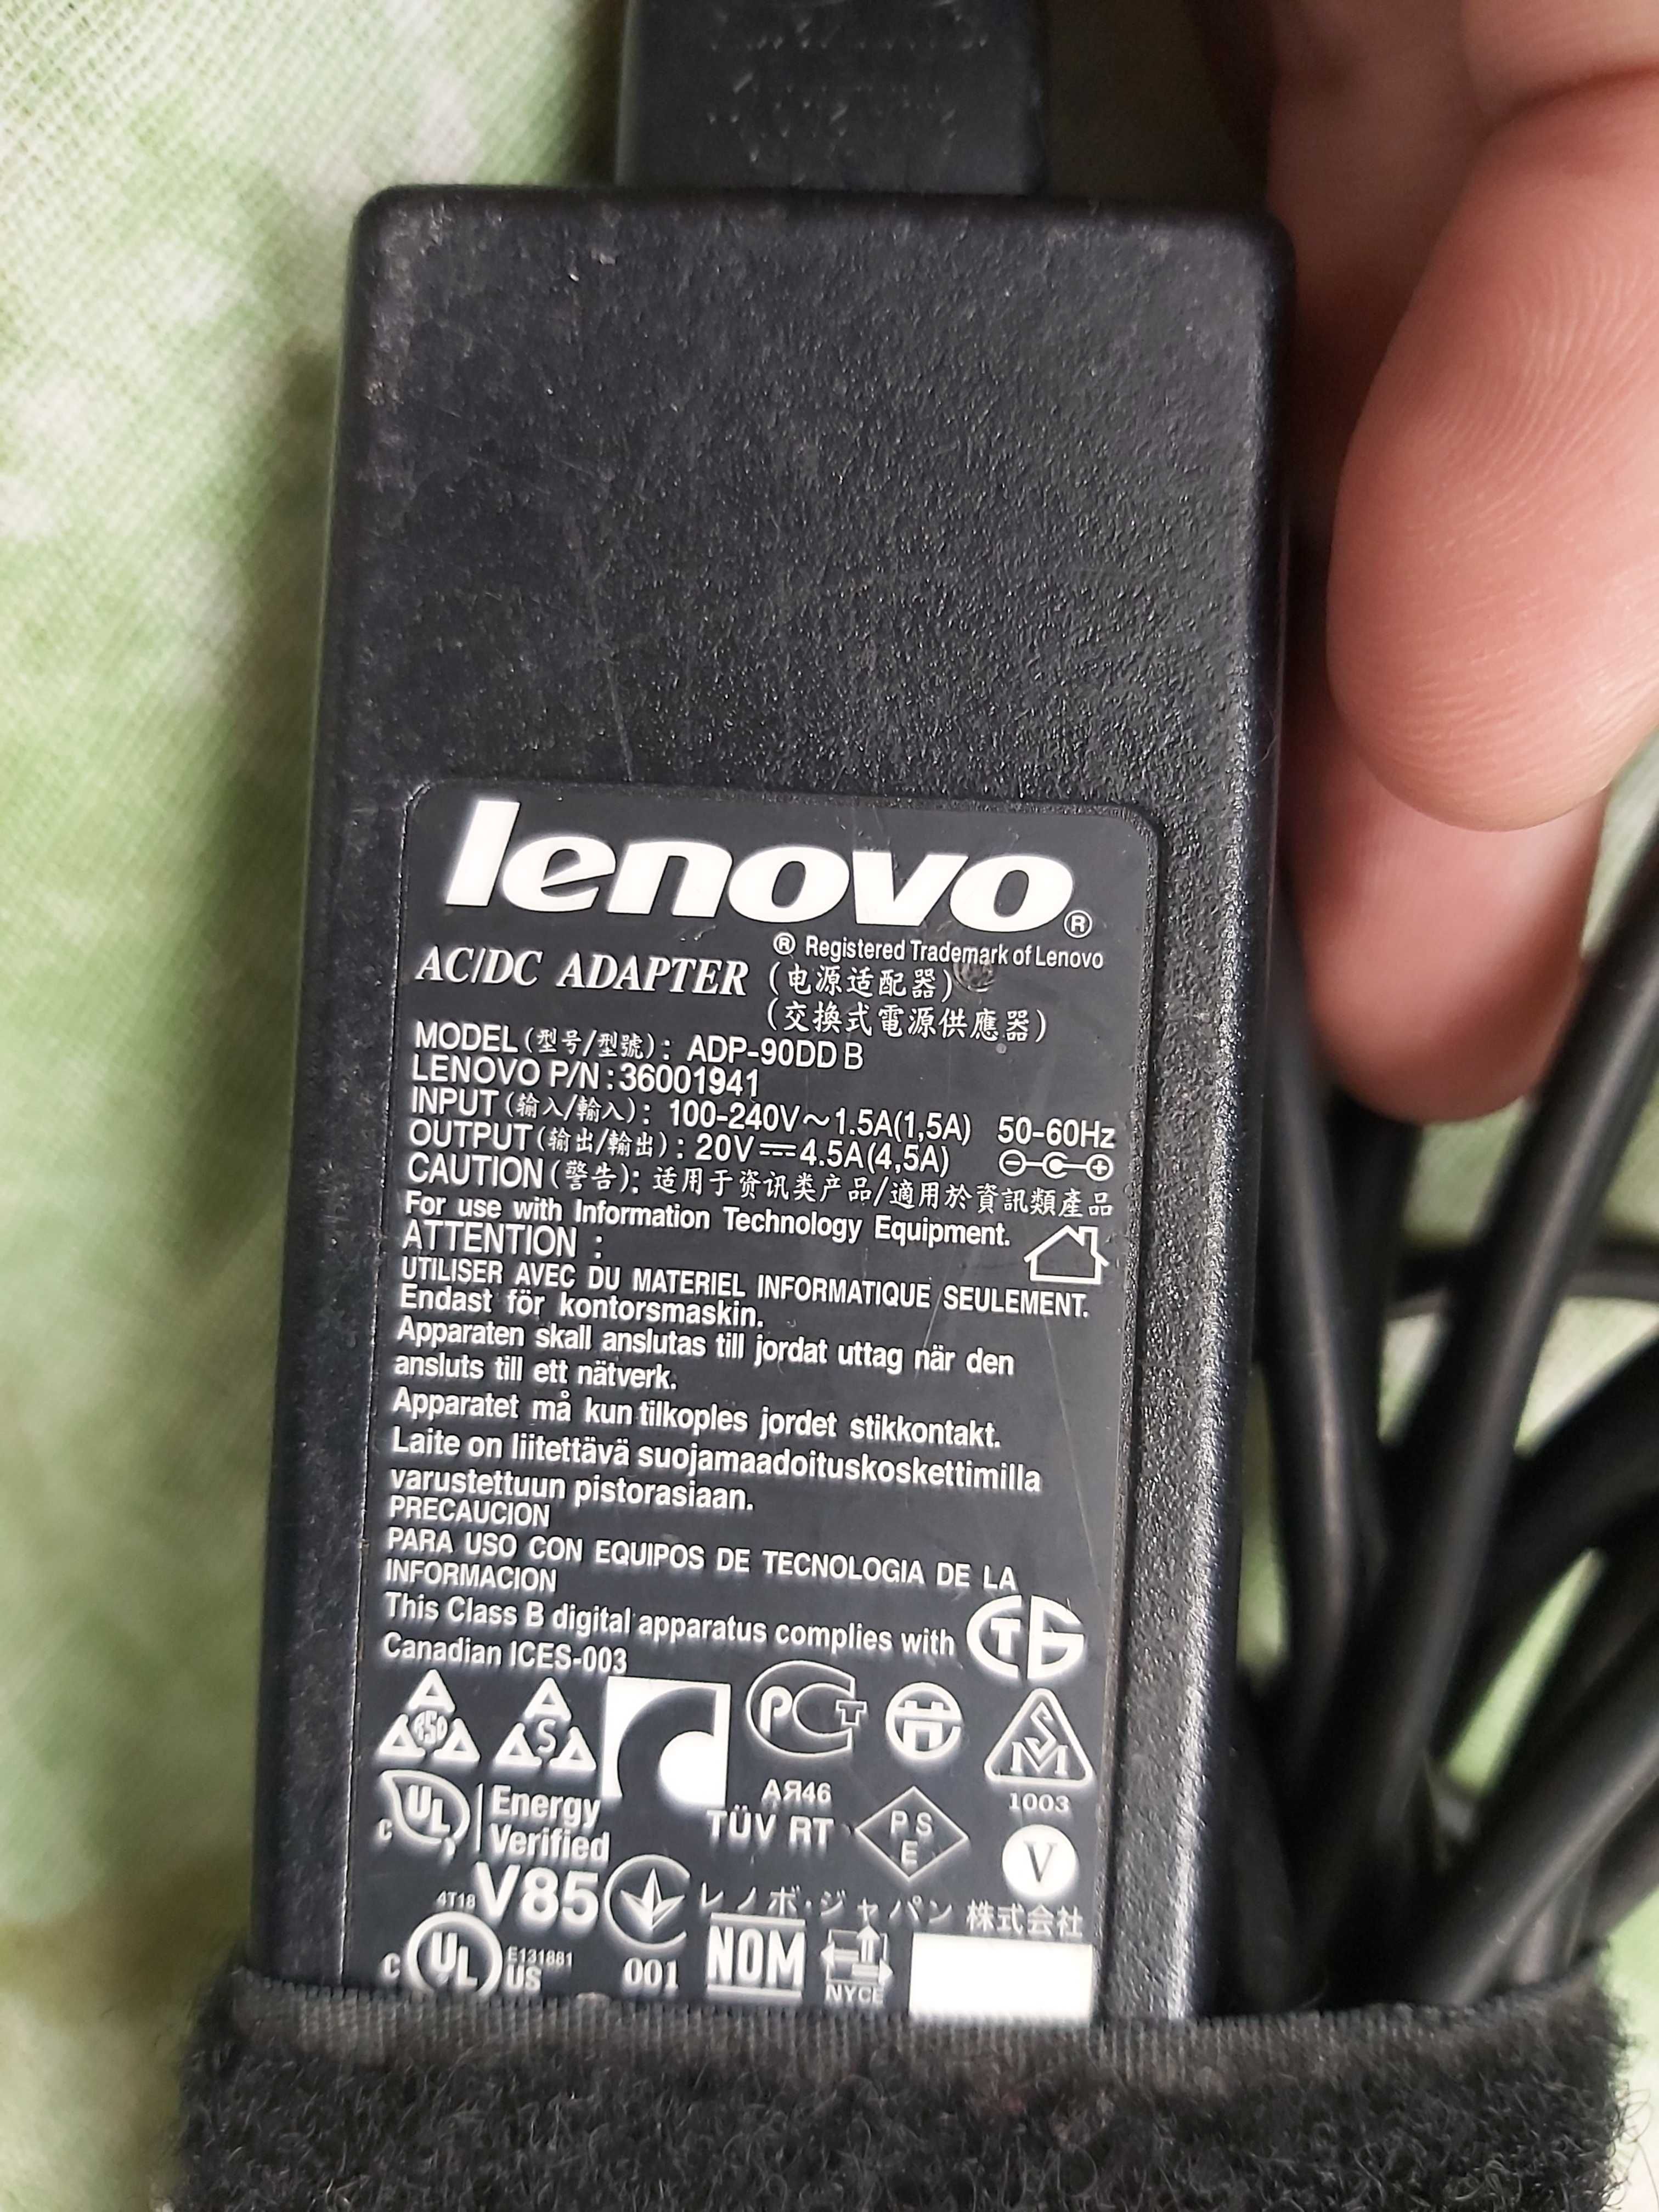 lenovo®
® Registered Trademark of Lenovo
AC/DC ADAPTER (电源适配器)
(交換式電源供應器)
MODEL (型号/型號): ADP-90DD B
LENOVO P/N :36001941
INPUT (输入/輸入): 100-240V～1.5A(1,5A) 50-60Hz
OUTPUT (输出/輸出): 20V⎓4.5A(4,5A)
CAUTION (警告): 适用于资讯类产品/適用於資訊類產品
For use with Information Technology Equipment.
ATTENTION :
UTILISER AVEC DU MATERIEL INFORMATIQUE SEULEMENT.
Endast för kontorsmaskin.
Apparaten skall anslutas till jordat uttag när den
ansluts till ett nätverk.
Apparatet må kun tilkoples jordet stikkontakt.
Laite on liitettävä suojamaadoituskoskettimilla
varustettuun pistorasiaan.
PRECAUCION
PARA USO CON EQUIPOS DE TECNOLOGIA DE LA
INFORMACION
This Class B digital apparatus complies with
Canadian ICES-003
PCT
S
SM
AЯ46
1003
c UL Energy
Verified
TÜV RT
PSE
V
4T18 V85
レノボ・ジャパン 株式会社
c UL US E131881
001
NOM
NYCE